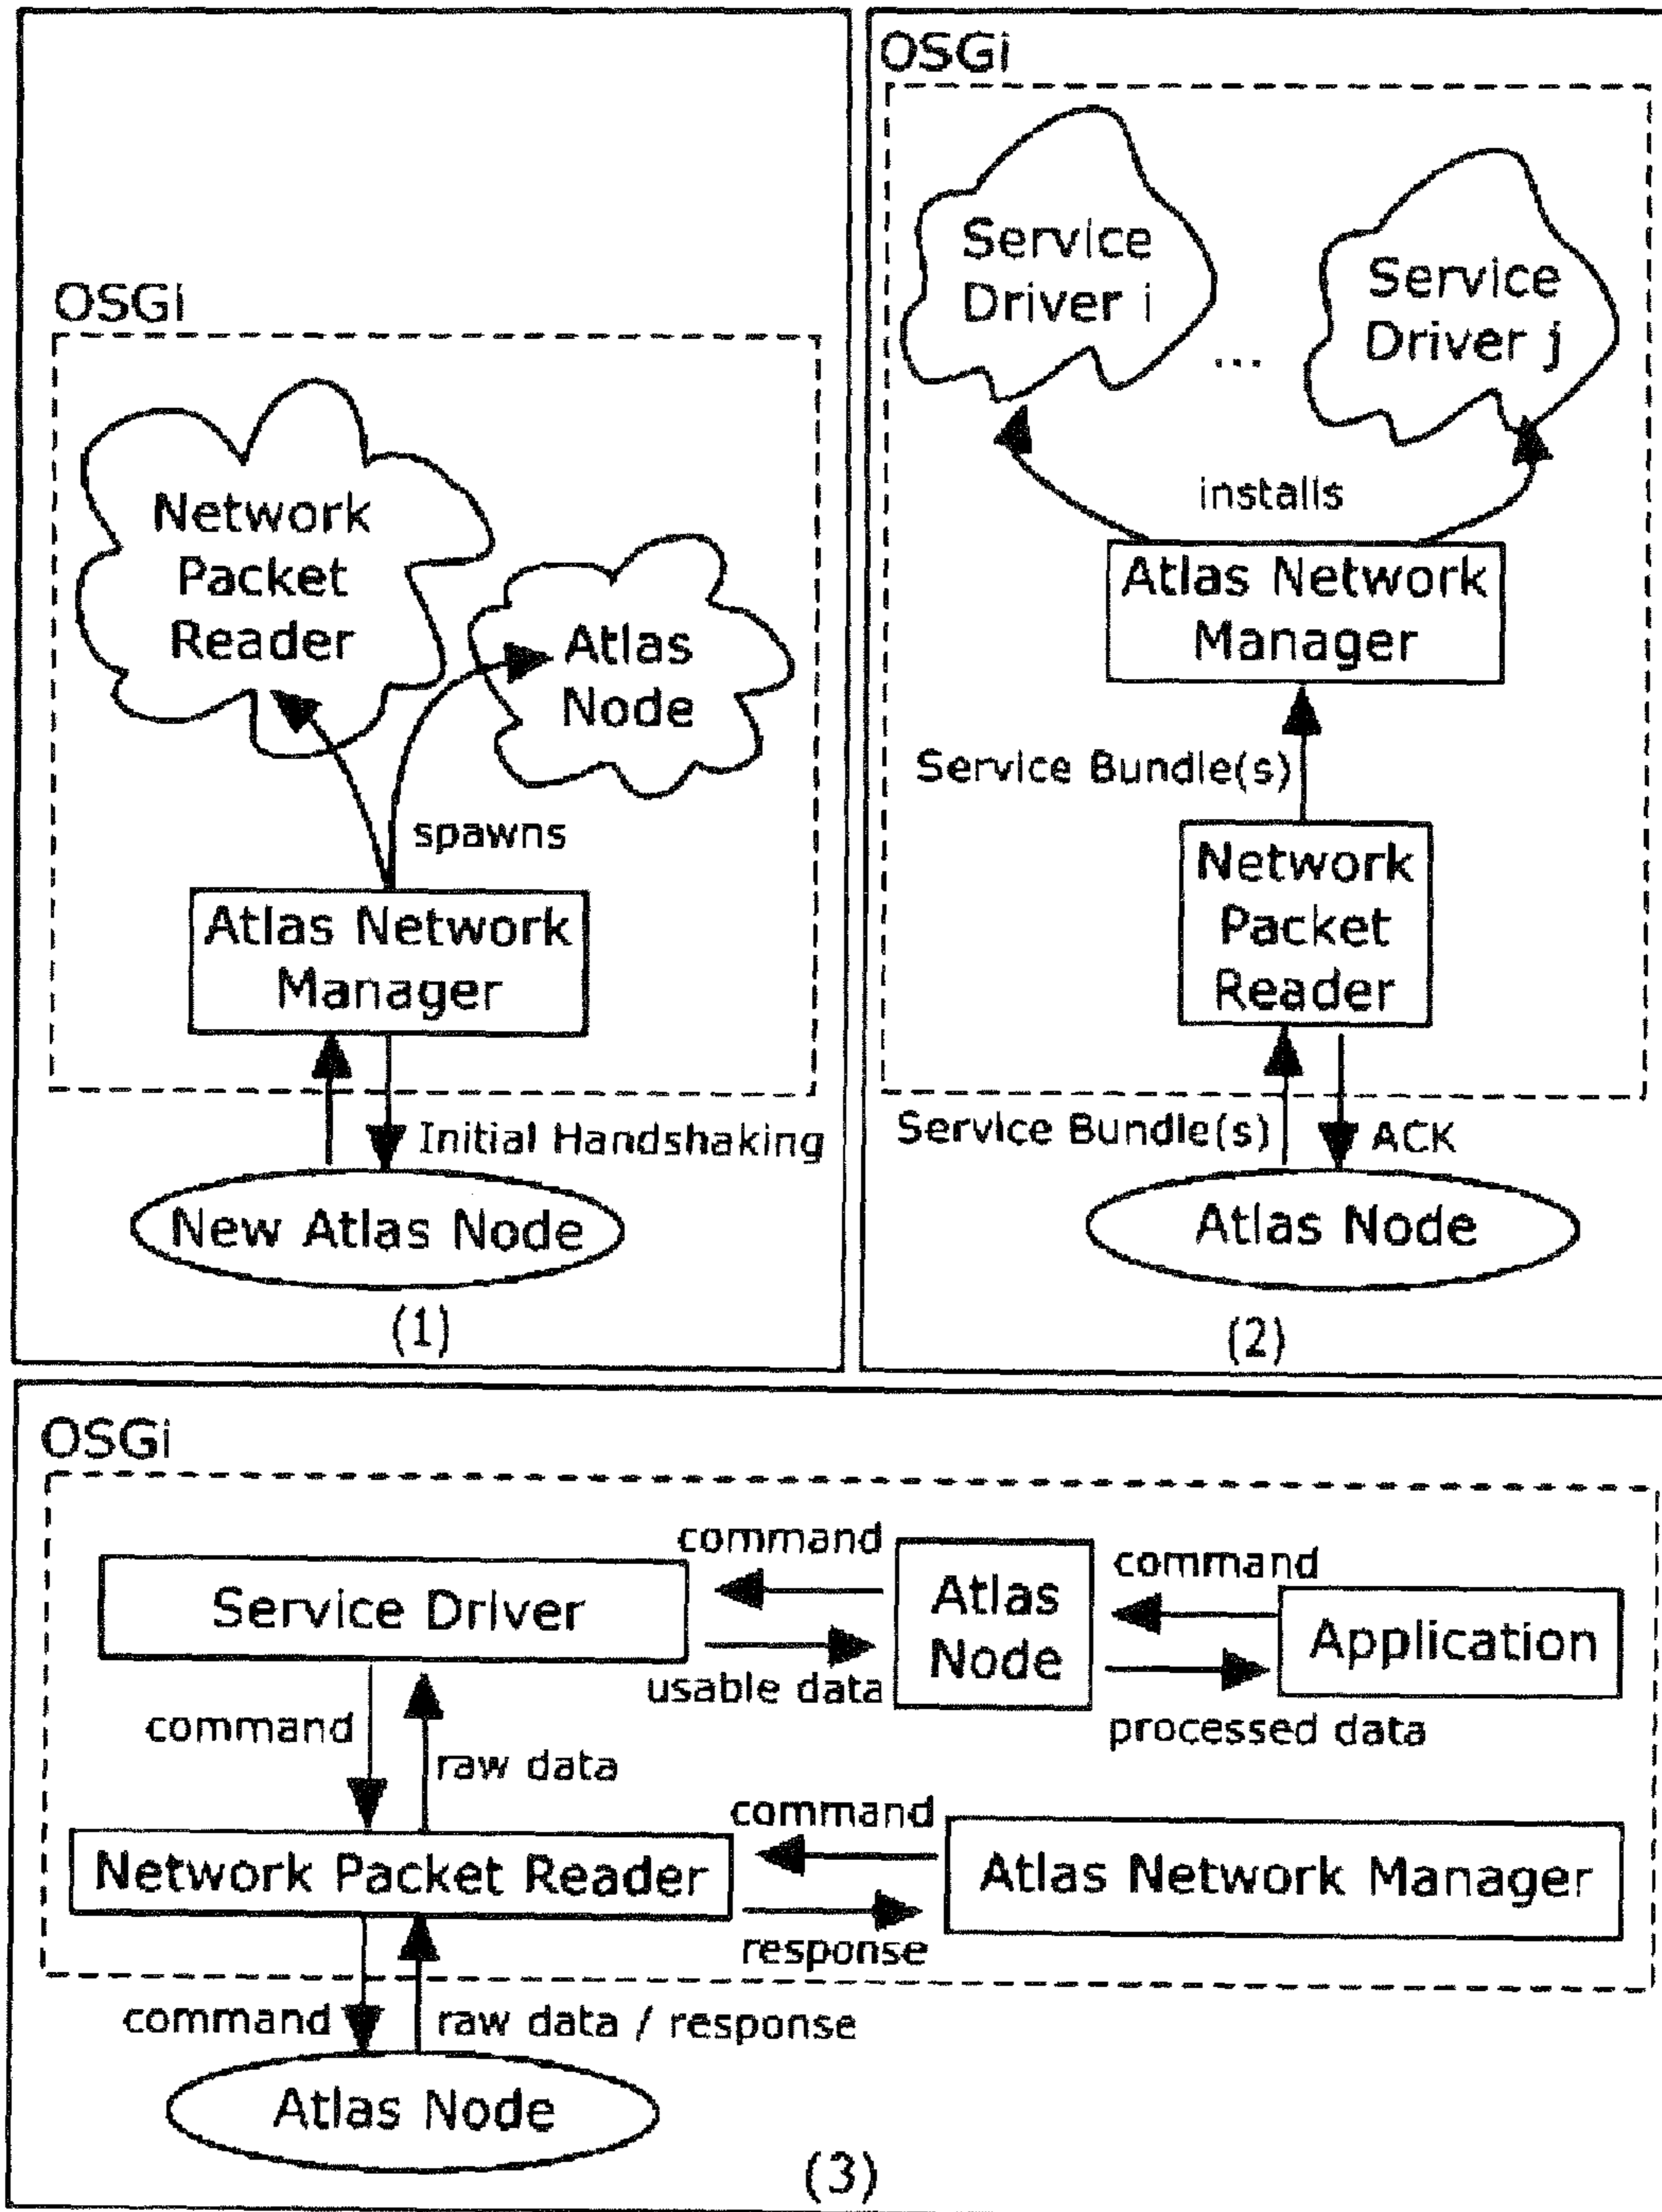 OSGi
Network
Packet
Reader
Atlas
Node
spawns
Atlas Network
Manager
Initial Handshaking
New Atlas Node
(1)
OSGi
Service
Driver i
...
Service
Driver j
installs
Atlas Network
Manager
Service Bundle(s)
Network
Packet
Reader
Service Bundle(s)
ACK
Atlas Node
(2)
OSGi
command
Service Driver
usable data
Atlas
Node
command
Application
processed data
command
raw data
command
Network Packet Reader
Atlas Network Manager
response
command
raw data / response
Atlas Node
(3)